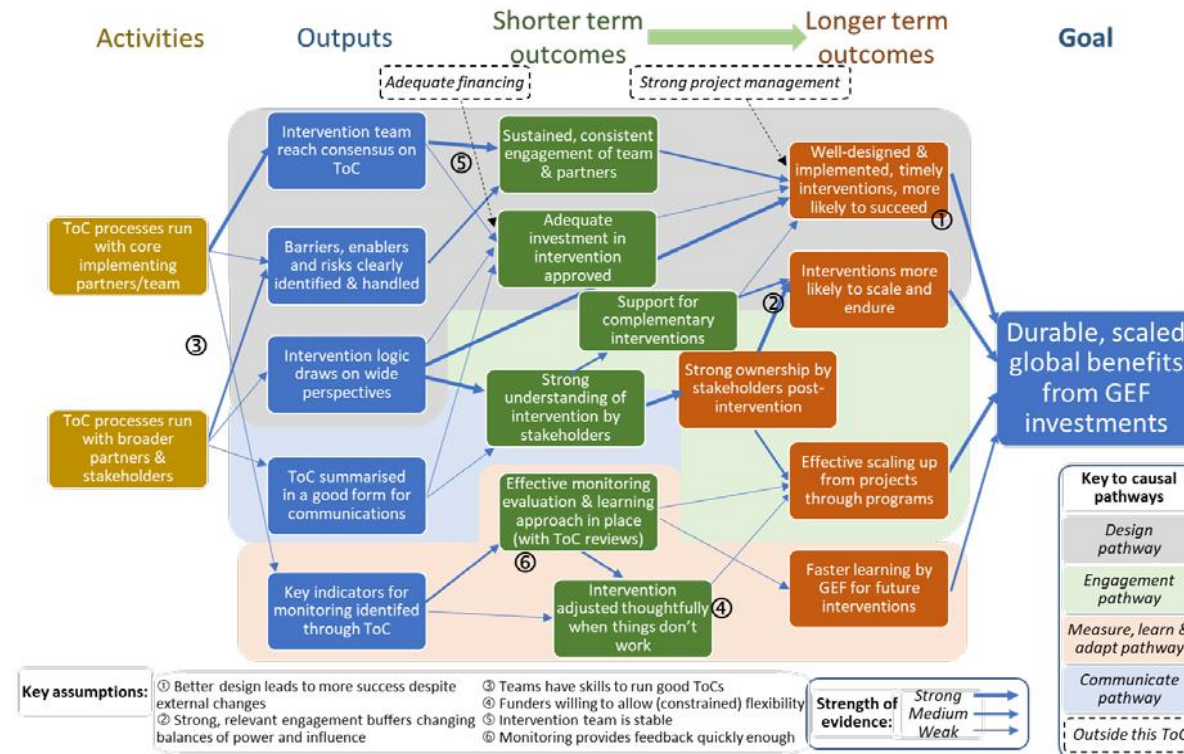 Activities
Outputs
Shorter term
outcomes
Longer term
outcomes
Goal
Adequate financing
Strong project management
Intervention team
reach consensus on
ToC
Sustained, consistent
engagement of team
& partners
Well-designed &
implemented, timely
interventions, more
likely to succeed
⑤
①
ToC processes run
with core
implementing
partners/team
Barriers, enablers
and risks clearly
identified & handled
Adequate
investment in
intervention
approved
Interventions more
likely to scale and
endure
②
Support for
complementary
interventions
③
Intervention logic
draws on wide
perspectives
Strong
understanding of
intervention by
stakeholders
Strong ownership by
stakeholders post-
intervention
Durable, scaled
global benefits
from GEF
investments
ToC processes run
with broader
partners &
stakeholders
ToC summarised
in a good form for
communications
Effective monitoring
evaluation & learning
approach in place
(with ToC reviews)
Effective scaling up
from projects
through programs
⑥
Key indicators for
monitoring identifed
through ToC
Intervention
adjusted thoughtfully
when things don't
work
④
Faster learning by
GEF for future
interventions
Key to causal
pathways
Design
pathway
Engagement
pathway
Measure, learn &
adapt pathway
Communicate
pathway
Outside this ToC
Key assumptions:
① Better design leads to more success despite
external changes
② Strong, relevant engagement buffers changing
balances of power and influence
③ Teams have skills to run good ToCs
④ Funders willing to allow (constrained) flexibility
⑤ Intervention team is stable
⑥ Monitoring provides feedback quickly enough
Strength of
evidence:
Strong
Medium
Weak